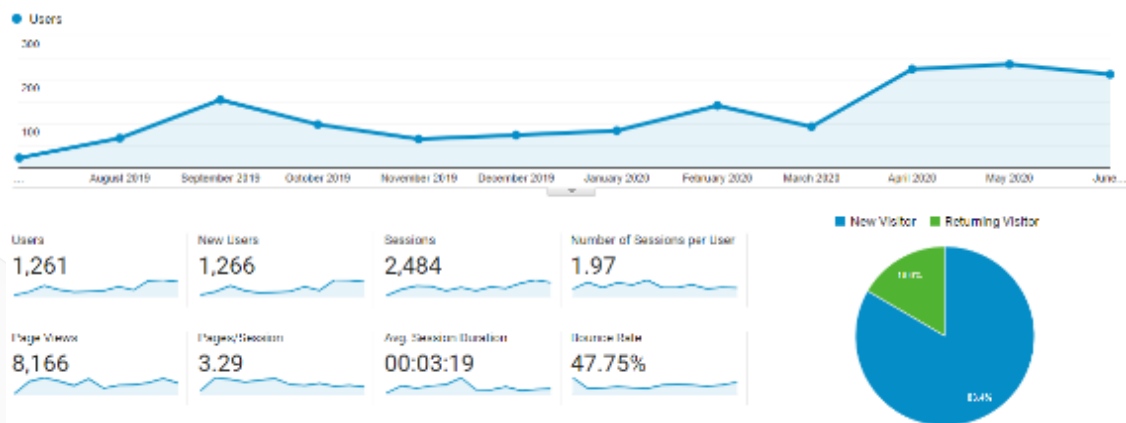 Users
300
200
100
...
August 2019
September 2019
October 2019
November 2019
December 2019
January 2020
February 2020
March 2020
April 2020
May 2020
June...
New Visitor
Returning Visitor
Users
1,261
New Users
1,266
Sessions
2,484
Number of Sessions per User
1.97
Page Views
8,166
Pages/Session
3.29
Avg. Session Duration
00:03:19
Bounce Rate
47.75%
83.4%